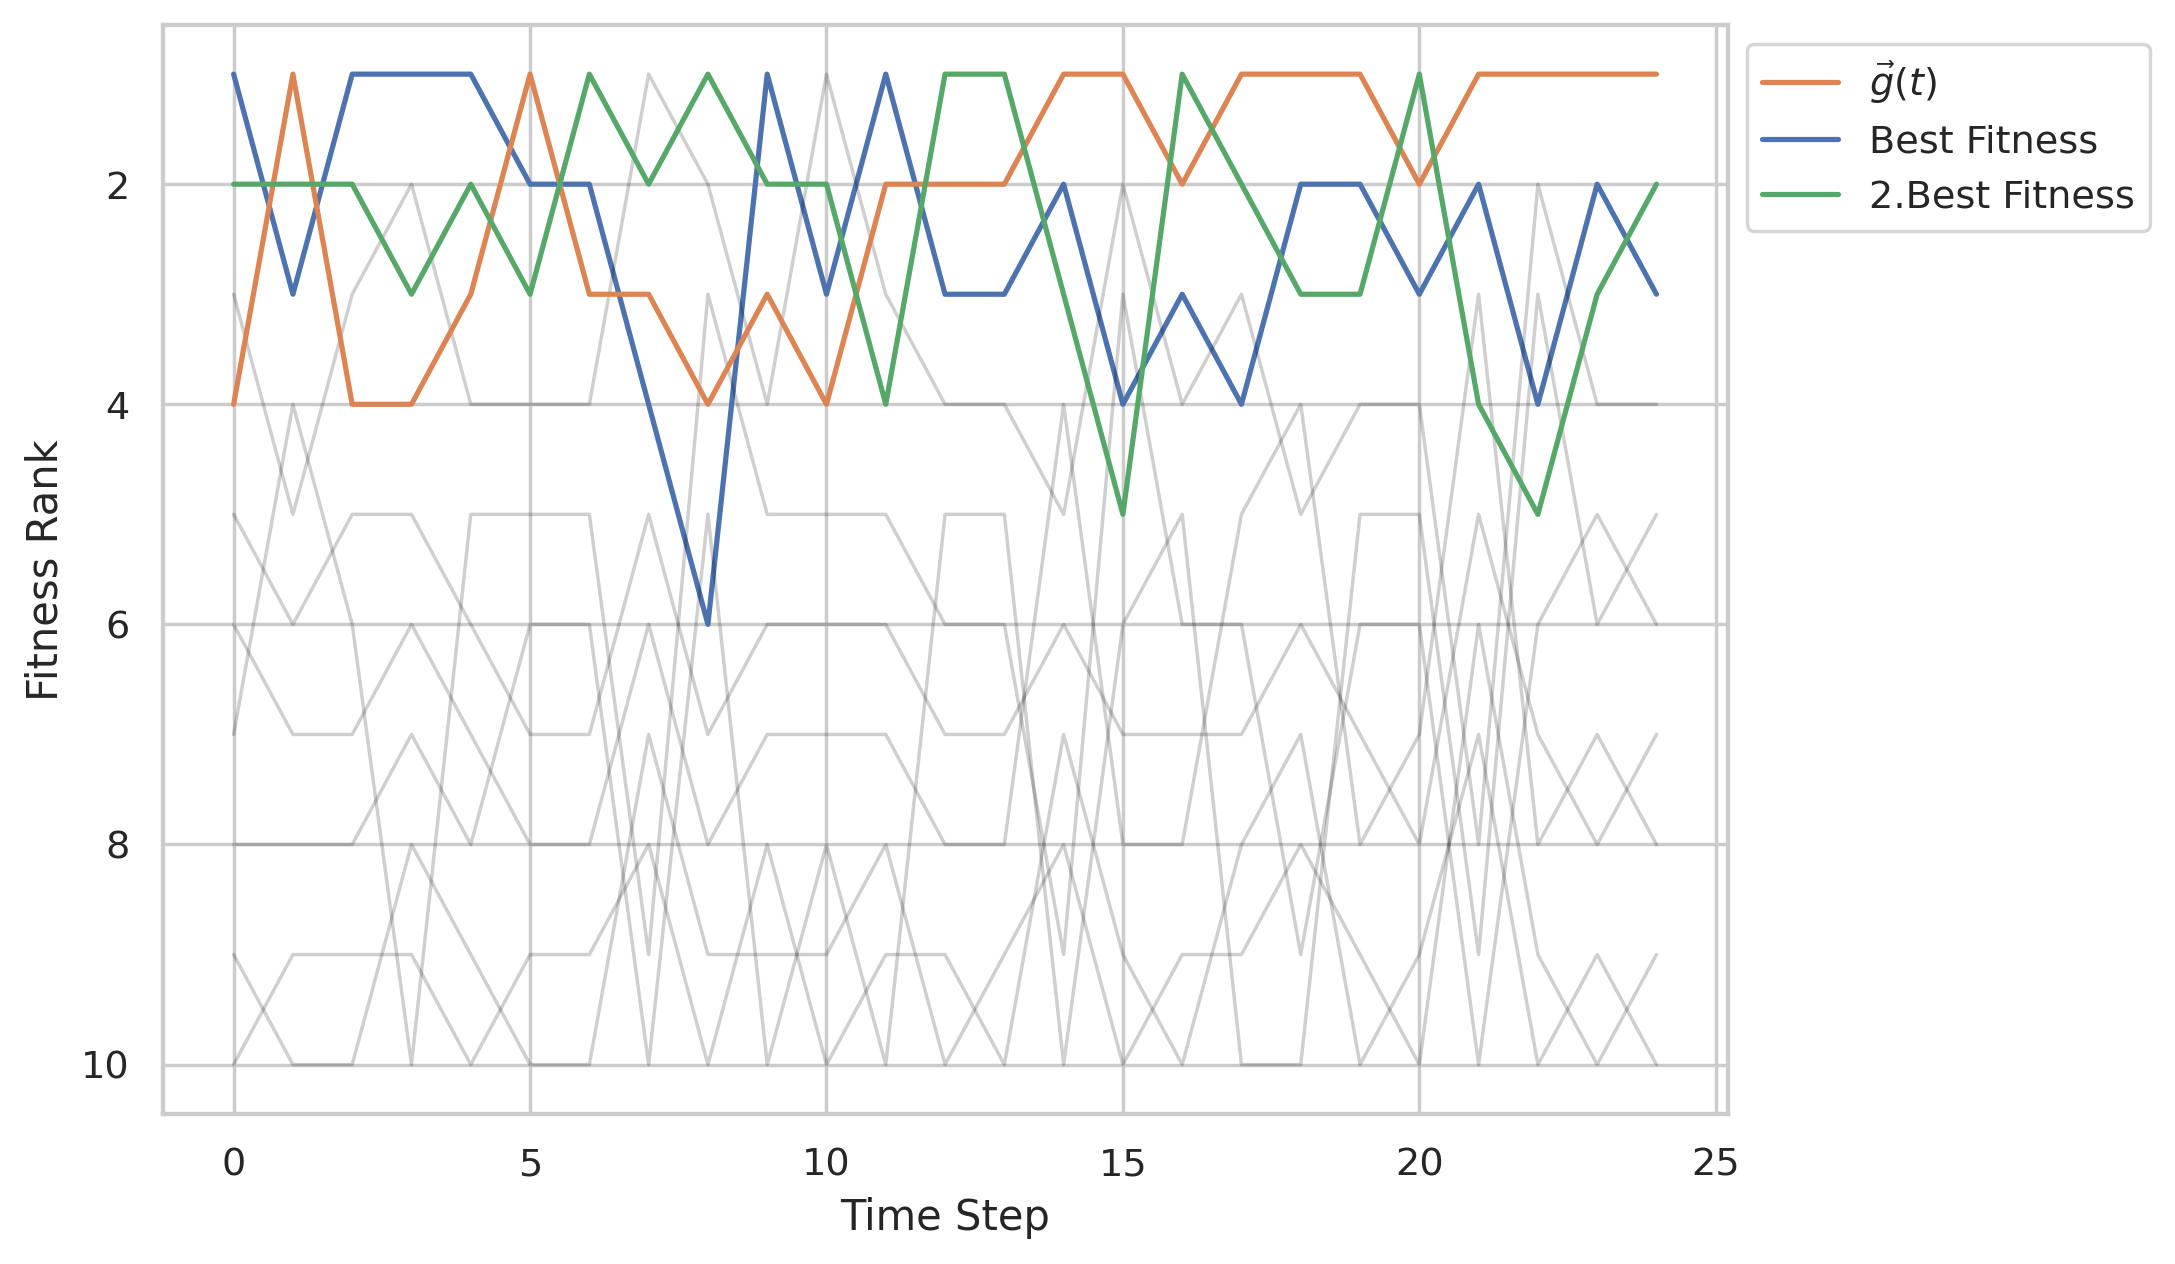 g⃗(t)
Best Fitness
2.Best Fitness
Fitness Rank
2
4
6
8
10
0 5 10 15 20 25
Time Step